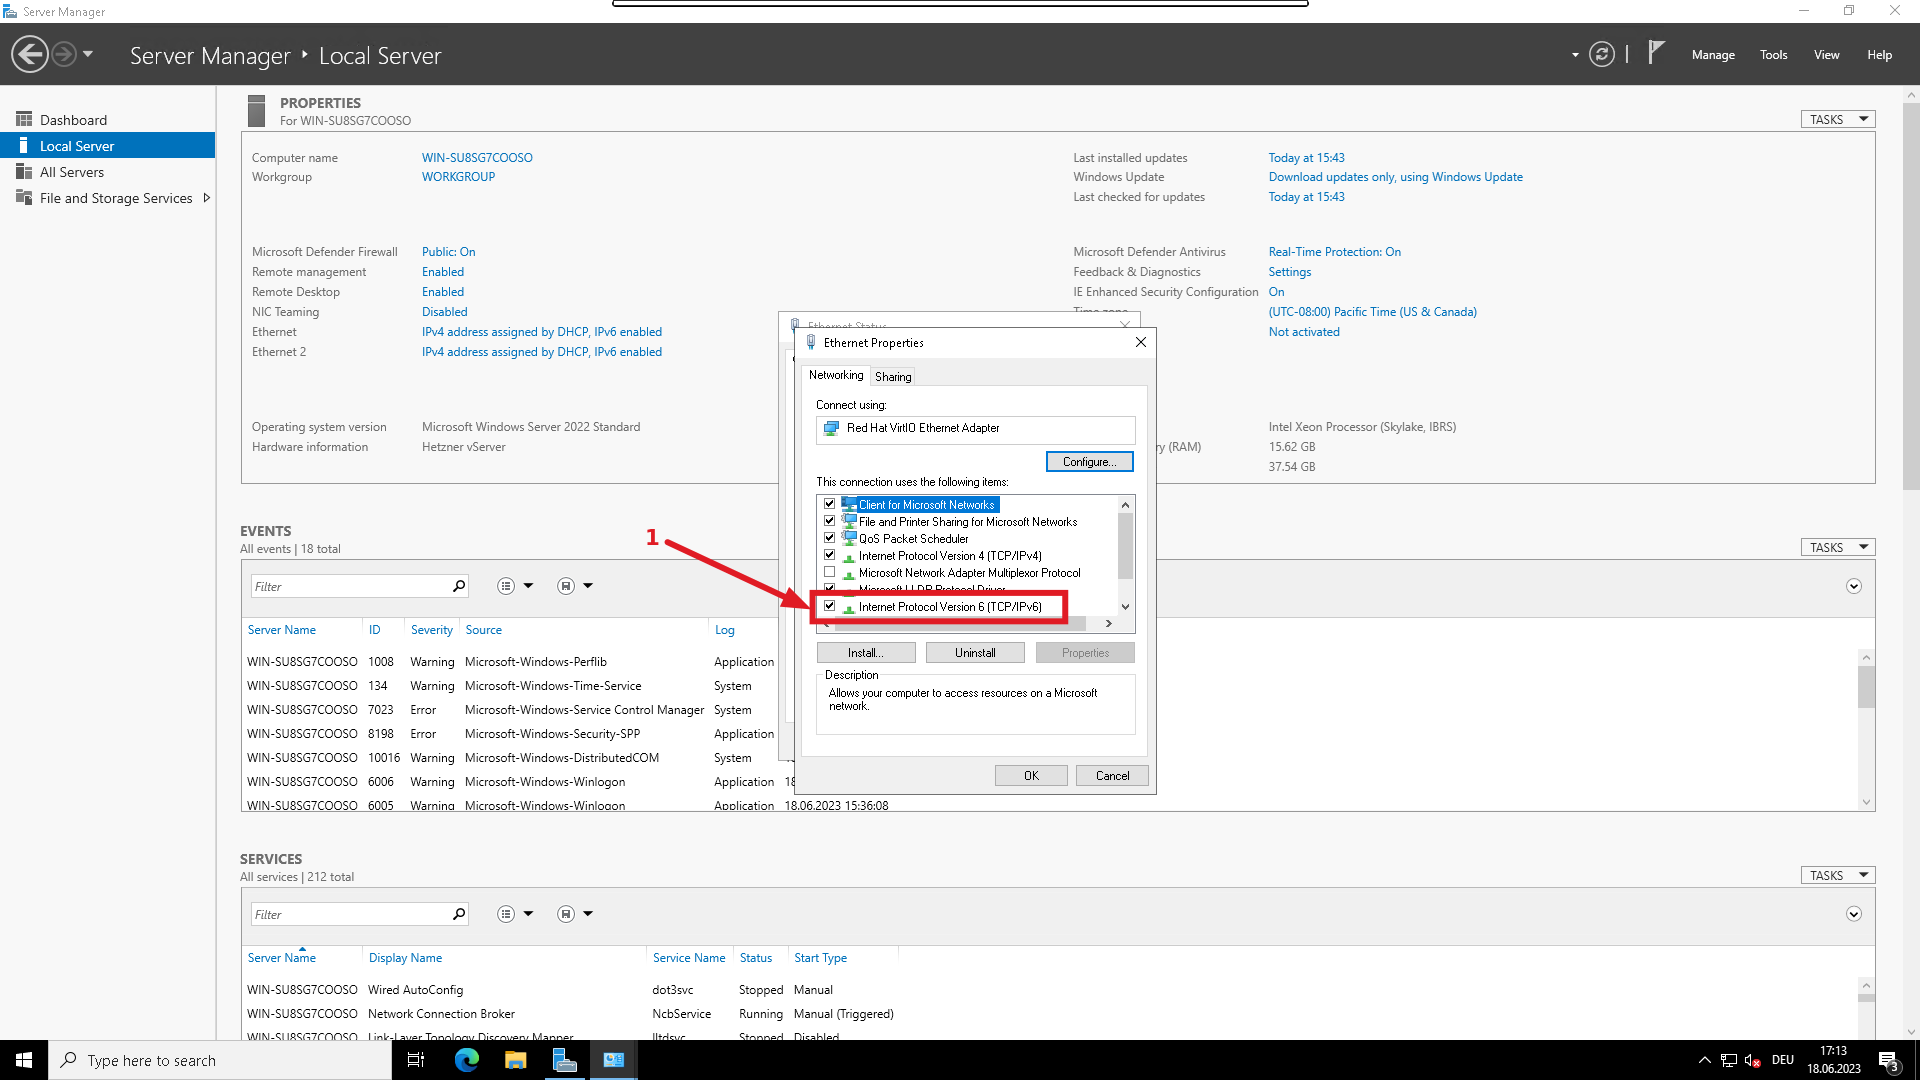 Server Manager
Server Manager ‣ Local Server
Manage Tools View Help
Dashboard
Local Server
All Servers
File and Storage Services
PROPERTIES
For WIN-SU8SG7COOSO
TASKS
Computer name WIN-SU8SG7COOSO
Workgroup WORKGROUP
Last installed updates Today at 15:43
Windows Update Download updates only, using Windows Update
Last checked for updates Today at 15:43
Microsoft Defender Firewall Public: On
Remote management Enabled
Remote Desktop Enabled
NIC Teaming Disabled
Ethernet IPv4 address assigned by DHCP, IPv6 enabled
Ethernet 2 IPv4 address assigned by DHCP, IPv6 enabled
Microsoft Defender Antivirus Real-Time Protection: On
Feedback & Diagnostics Settings
IE Enhanced Security Configuration On
Time zone (UTC-08:00) Pacific Time (US & Canada)
Not activated
Operating system version Microsoft Windows Server 2022 Standard
Hardware information Hetzner vServer
Intel Xeon Processor (Skylake, IBRS)
ry (RAM) 15.62 GB
37.54 GB
Ethernet Status
Ethernet Properties
Networking Sharing
Connect using:
Red Hat VirtIO Ethernet Adapter
Configure...
This connection uses the following items:
Client for Microsoft Networks
File and Printer Sharing for Microsoft Networks
QoS Packet Scheduler
Internet Protocol Version 4 (TCP/IPv4)
Microsoft Network Adapter Multiplexor Protocol
Microsoft LLDP Protocol Driver
Internet Protocol Version 6 (TCP/IPv6)
Install... Uninstall Properties
Description
Allows your computer to access resources on a Microsoft
network.
OK Cancel
1
EVENTS
All events | 18 total
TASKS
Filter
Server Name ID Severity Source Log
WIN-SU8SG7COOSO 1008 Warning Microsoft-Windows-Perflib Application
WIN-SU8SG7COOSO 134 Warning Microsoft-Windows-Time-Service System
WIN-SU8SG7COOSO 7023 Error Microsoft-Windows-Service Control Manager System
WIN-SU8SG7COOSO 8198 Error Microsoft-Windows-Security-SPP Application
WIN-SU8SG7COOSO 10016 Warning Microsoft-Windows-DistributedCOM System
WIN-SU8SG7COOSO 6006 Warning Microsoft-Windows-Winlogon Application 18
WIN-SU8SG7COOSO 6005 Warning Microsoft-Windows-Winlogon Application 18.06.2023 15:36:08
SERVICES
All services | 212 total
TASKS
Filter
Server Name Display Name Service Name Status Start Type
WIN-SU8SG7COOSO Wired AutoConfig dot3svc Stopped Manual
WIN-SU8SG7COOSO Network Connection Broker NcbService Running Manual (Triggered)
WIN-SU8SG7COOSO Link-Layer Topology Discovery Mapper lltdsvc Stopped Disabled
Type here to search
DEU
17:13
18.06.2023
3